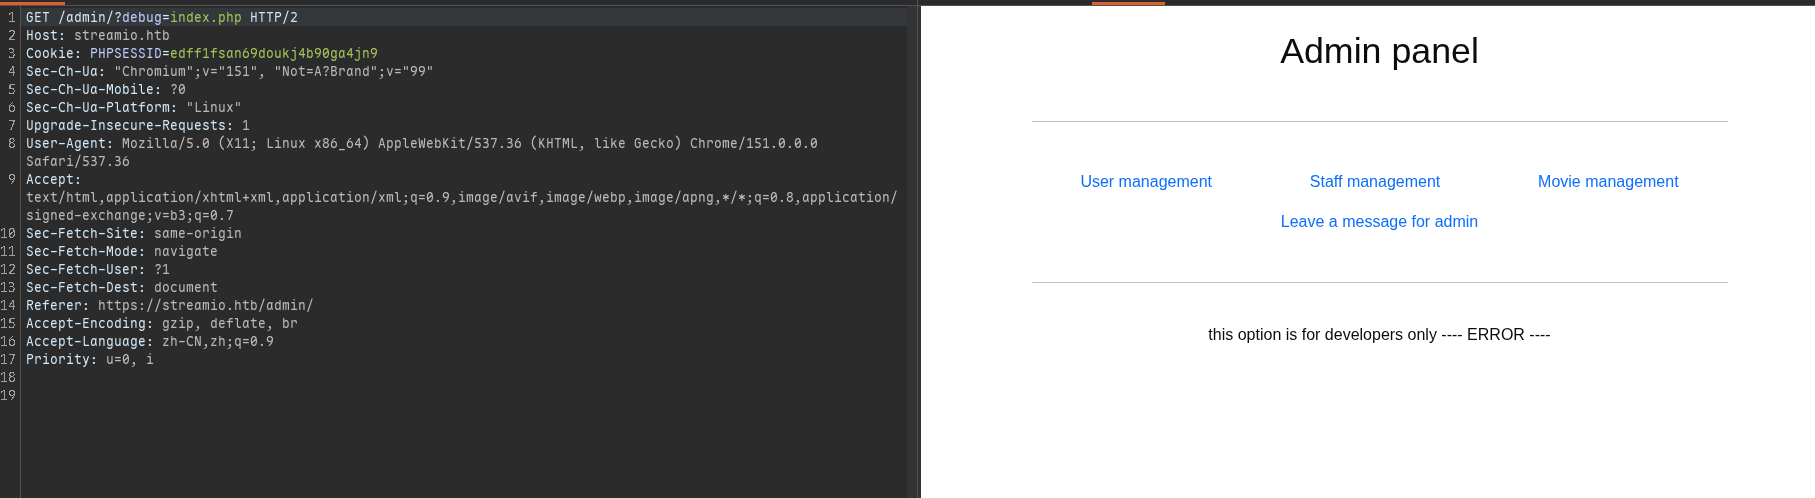 1 GET /admin/?debug=index.php HTTP/2
2 Host: streamio.htb
3 Cookie: PHPSESSID=edff1fsan69doukj4b90ga4jn9
4 Sec-Ch-Ua: "Chromium";v="151", "Not=A?Brand";v="99"
5 Sec-Ch-Ua-Mobile: ?0
6 Sec-Ch-Ua-Platform: "Linux"
7 Upgrade-Insecure-Requests: 1
8 User-Agent: Mozilla/5.0 (X11; Linux x86_64) AppleWebKit/537.36 (KHTML, like Gecko) Chrome/151.0.0.0
Safari/537.36
9 Accept:
text/html,application/xhtml+xml,application/xml;q=0.9,image/avif,image/webp,image/apng,*/*;q=0.8,application/
signed-exchange;v=b3;q=0.7
10 Sec-Fetch-Site: same-origin
11 Sec-Fetch-Mode: navigate
12 Sec-Fetch-User: ?1
13 Sec-Fetch-Dest: document
14 Referer: https://streamio.htb/admin/
15 Accept-Encoding: gzip, deflate, br
16 Accept-Language: zh-CN,zh;q=0.9
17 Priority: u=0, i
18
19
Admin panel
User management Staff management Movie management
Leave a message for admin
this option is for developers only ---- ERROR ----